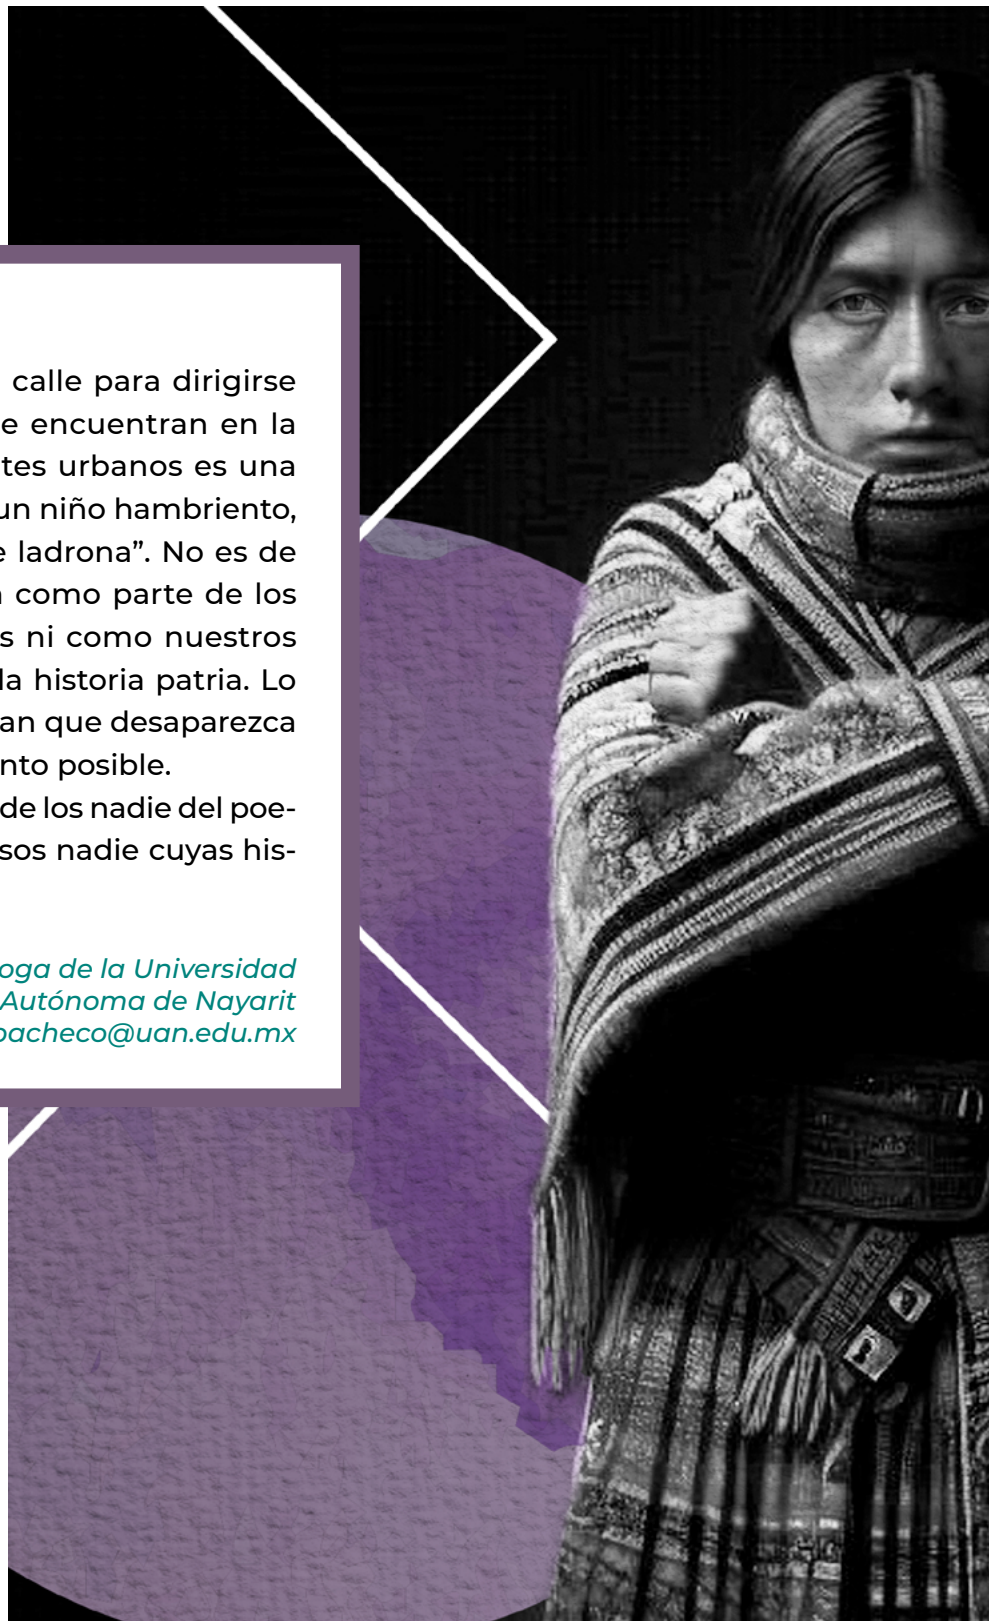 calle para dirigirse
e encuentran en la
tes urbanos es una
un niño hambriento,
e ladrona”. No es de
como parte de los
s ni como nuestros
la historia patria. Lo
an que desaparezca
nto posible.
de los nadie del poe-
sos nadie cuyas his-
oga de la Universidad
Autónoma de Nayarit
pacheco@uan.edu.mx